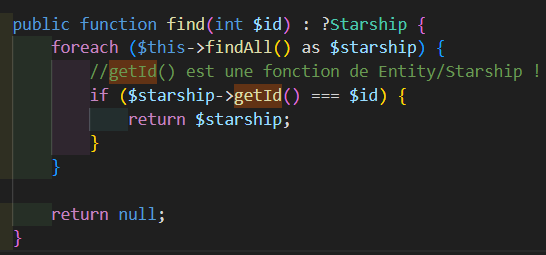 public function find(int $id) : ?Starship {
    foreach ($this->findAll() as $starship) {
        //getId() est une fonction de Entity/Starship !
        if ($starship->getId() === $id) {
            return $starship;
        }
    }

    return null;
}